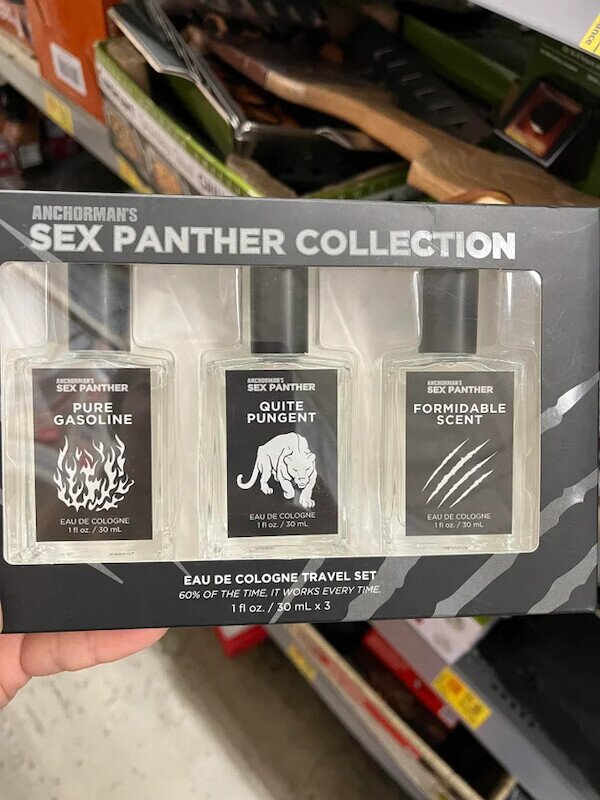 ANCHORMAN'S
SEX PANTHER COLLECTION
ANCHORMAN'S
SEX PANTHER
PURE
GASOLINE
EAU DE COLOGNE
1 fl oz. / 30 mL
ANCHORMAN'S
SEX PANTHER
QUITE
PUNGENT
EAU DE COLOGNE
1 fl oz. / 30 mL
ANCHORMAN'S
SEX PANTHER
FORMIDABLE
SCENT
EAU DE COLOGNE
1 fl oz. / 30 mL
EAU DE COLOGNE TRAVEL SET
60% OF THE TIME, IT WORKS EVERY TIME.
1 fl oz. / 30 mL x 3